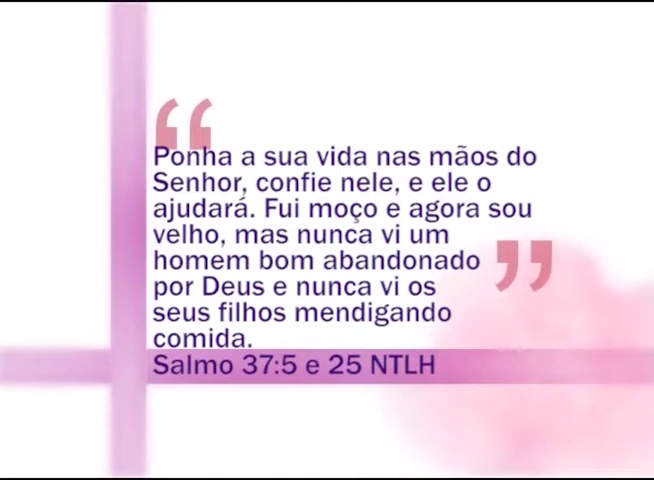 “
Ponha a sua vida nas mãos do
Senhor, confie nele, e ele o
ajudará. Fui moço e agora sou
velho, mas nunca vi um
homem bom abandonado
por Deus e nunca vi os
seus filhos mendigando
comida.
”
Salmo 37:5 e 25 NTLH